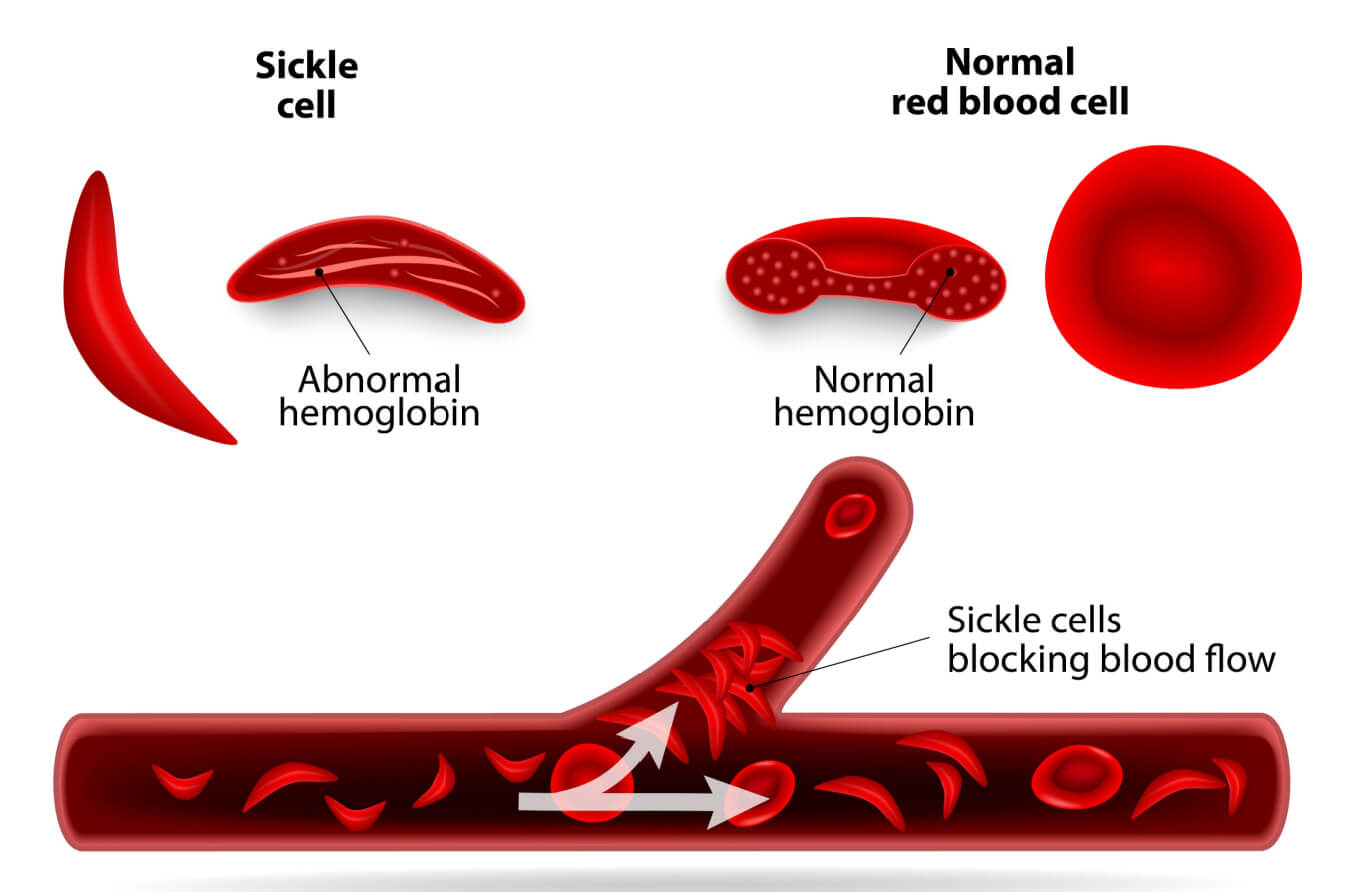 Sickle
cell
Normal
red blood cell
Abnormal
hemoglobin
Normal
hemoglobin
Sickle cells
blocking blood flow